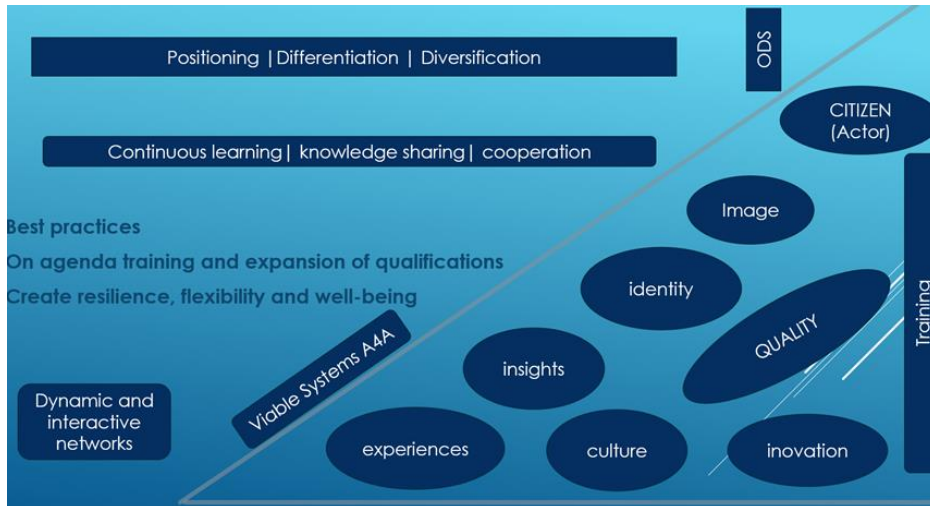 Positioning |Differentiation | Diversification
ODS
CITIZEN
(Actor)
Continuous learning| knowledge sharing| cooperation
Image
Best practices
On agenda training and expansion of qualifications
Create resilience, flexibility and well-being
identity
Training
QUALITY
Viable Systems A4A
insights
Dynamic and
interactive
networks
experiences
culture
inovation